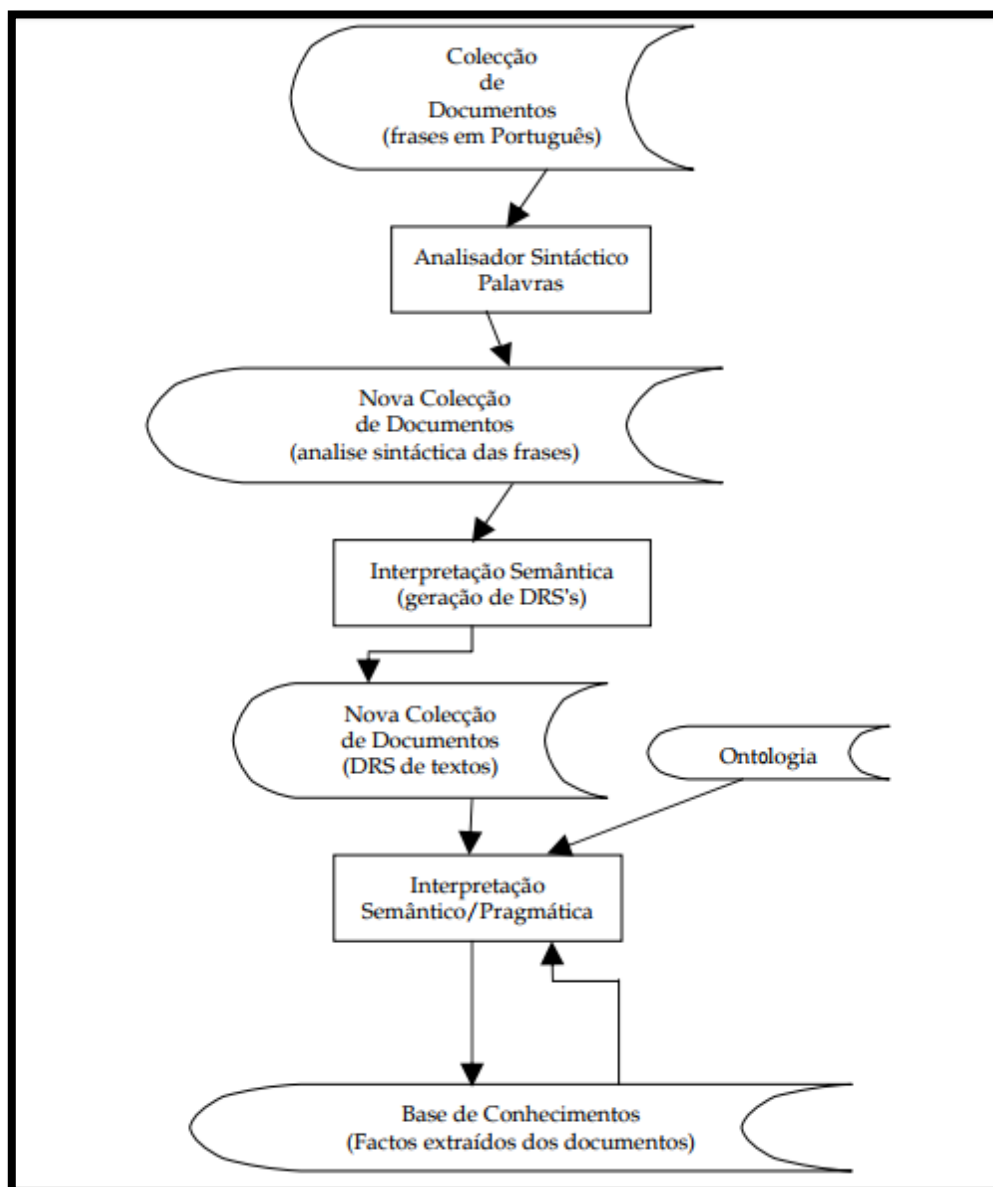 Colecção
de
Documentos
(frases em Português)
Analisador Sintáctico
Palavras
Nova Colecção
de Documentos
(analise sintáctica das frases)
Interpretação Semântica
(geração de DRS's)
Nova Colecção
de Documentos
(DRS de textos)
Ontologia
Interpretação
Semântico/Pragmática
Base de Conhecimentos
(Factos extraídos dos documentos)